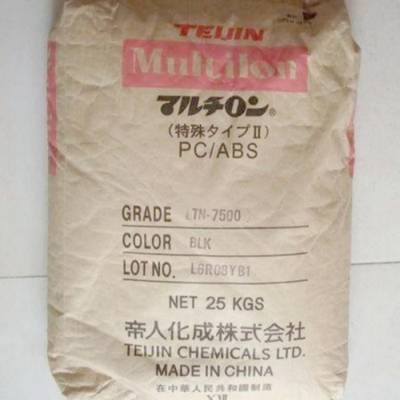 TEIJIN
Multilon
マルチロン®
(特殊タイプⅡ)
PC/ABS
GRADE LTN-7500
COLOR BLK
LOT NO. L6R08YB1
NET 25 KGS
帝人化成株式会社
TEIJIN CHEMICALS LTD.
MADE IN CHINA
在中華人民共和國制造